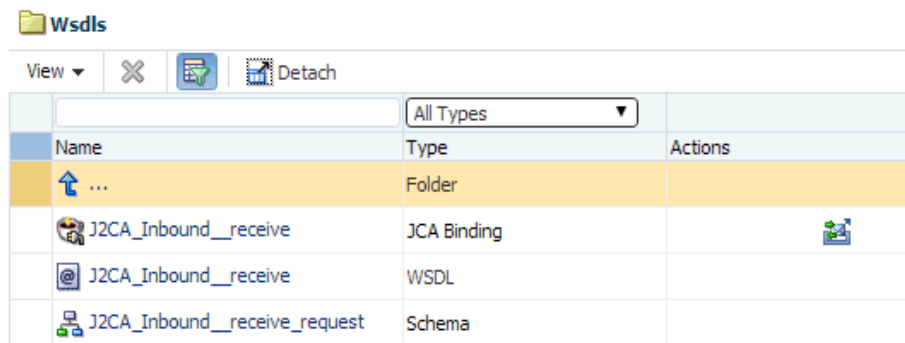 Wsdls
View Detach
All Types
Name Type Actions
... Folder
J2CA_Inbound__receive JCA Binding
J2CA_Inbound__receive WSDL
J2CA_Inbound__receive_request Schema